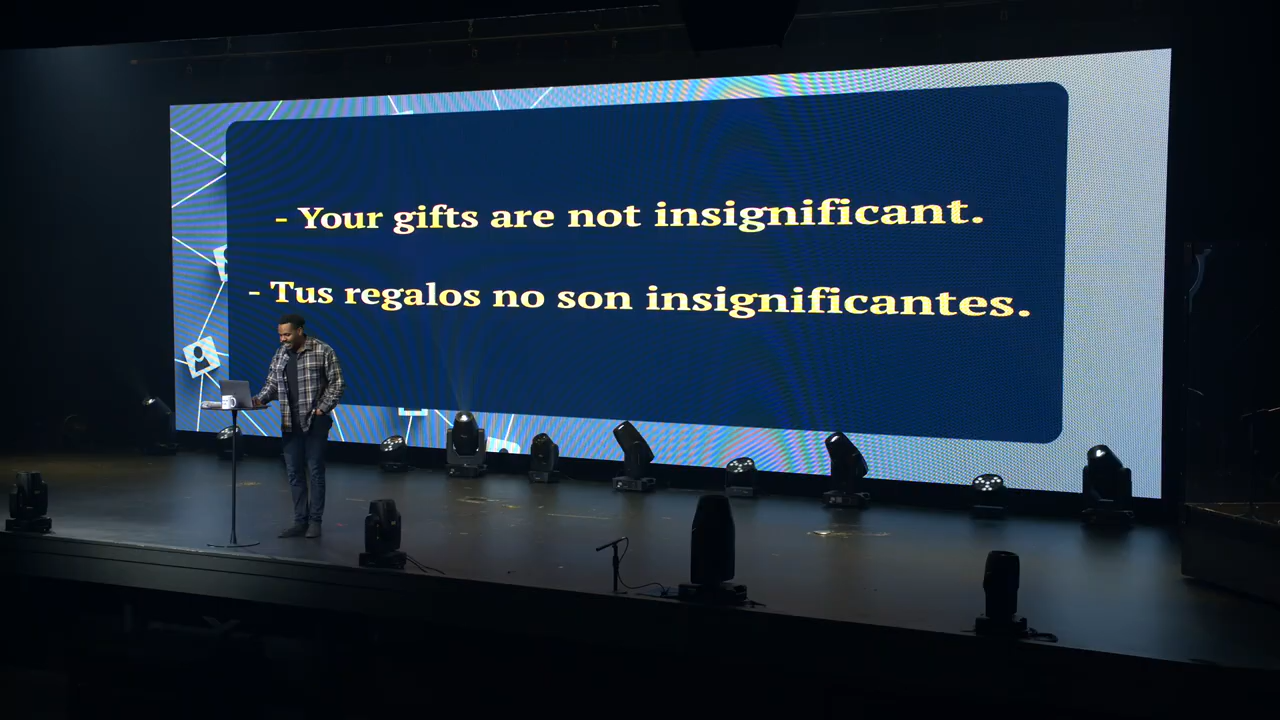 - Your gifts are not insignificant.
- Tus regalos no son insignificantes.